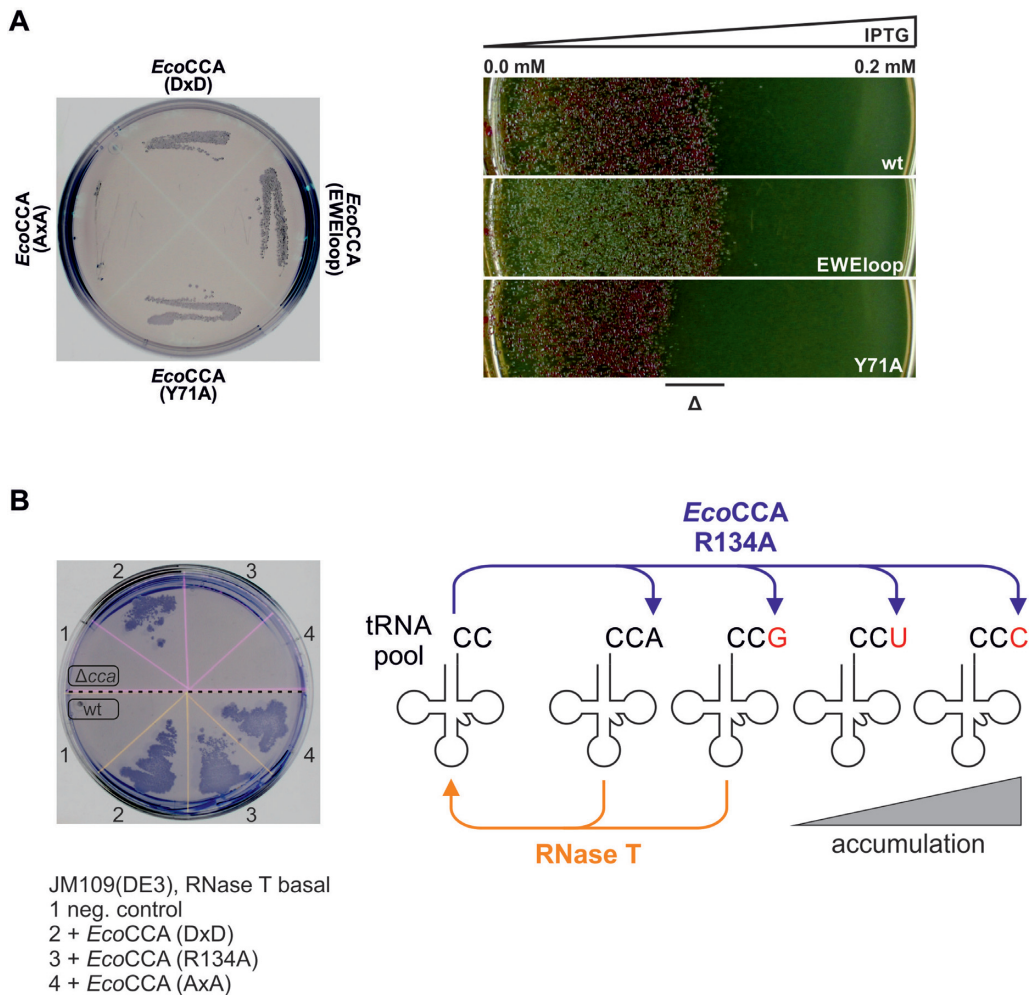 A
EcoCCA
(DxD)
EcoCCA
(AxA)
EcoCCA
(EWEloop)
EcoCCA
(Y71A)
IPTG
0.0 mM
0.2 mM
wt
EWEloop
Y71A
Δ
B
2
3
1
4
Δcca
wt
1
4
2
3
JM109(DE3), RNase T basal
1 neg. control
2 + EcoCCA (DxD)
3 + EcoCCA (R134A)
4 + EcoCCA (AxA)
EcoCCA
R134A
tRNA
pool
CC
CCA
CCG
CCU
CCC
RNase T
accumulation